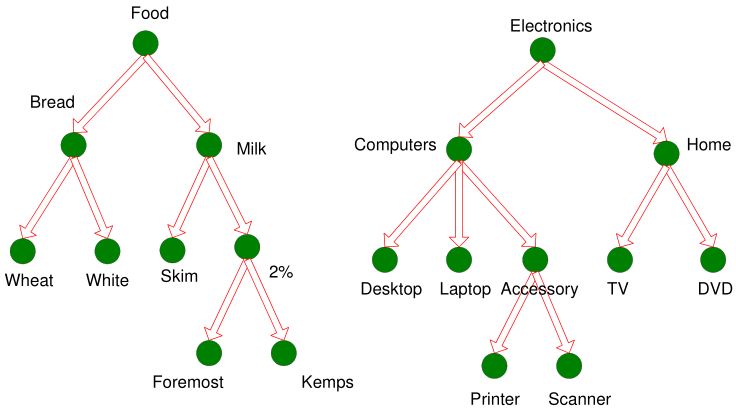 Food
Electronics
Bread
Milk
Computers
Home
Wheat
White
Skim
2%
Desktop
Laptop
Accessory
TV
DVD
Foremost
Kemps
Printer
Scanner